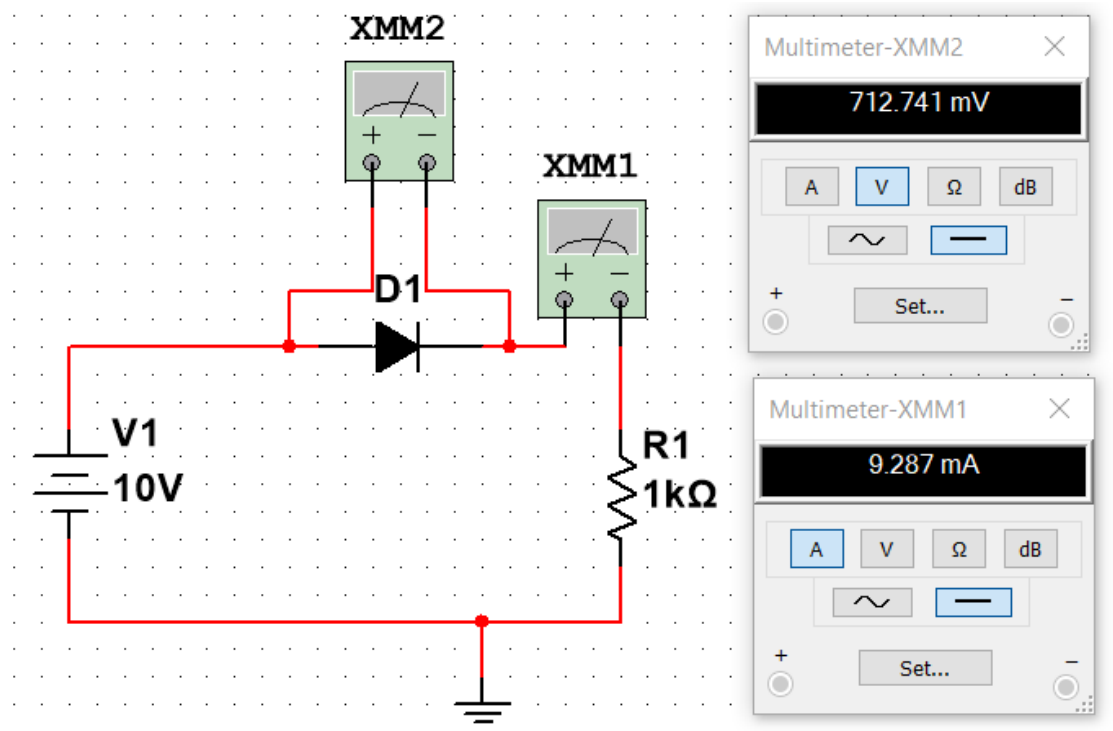 XMM2
+ −
XMM1
+ −
D1
V1
10V
R1
1kΩ
Multimeter-XMM2
712.741 mV
A V Ω dB
+ Set... −
Multimeter-XMM1
9.287 mA
A V Ω dB
+ Set... −